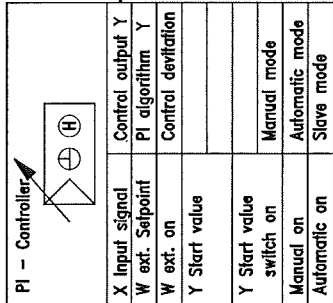 PI - Controller
H
X Input signal
Control output Y
W ext. Setpoint
PI algorithm Y
W ext. on
Control devitation
Y Start value
Y Start value
switch on
Manual mode
Manual on
Automatic mode
Automatic on
Slave mode